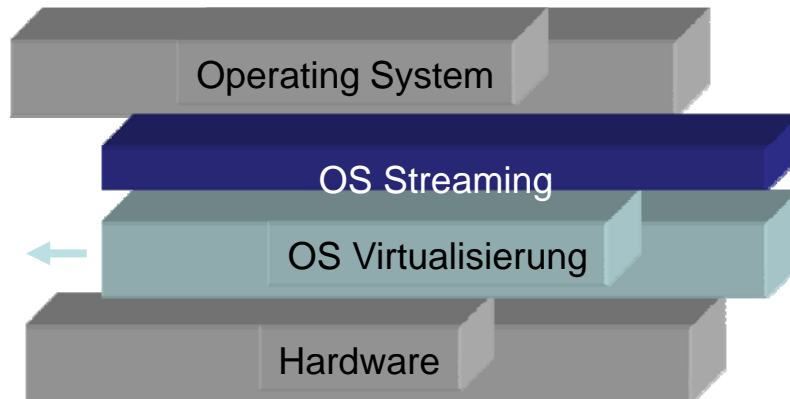 Operating System
OS Streaming
OS Virtualisierung
Hardware